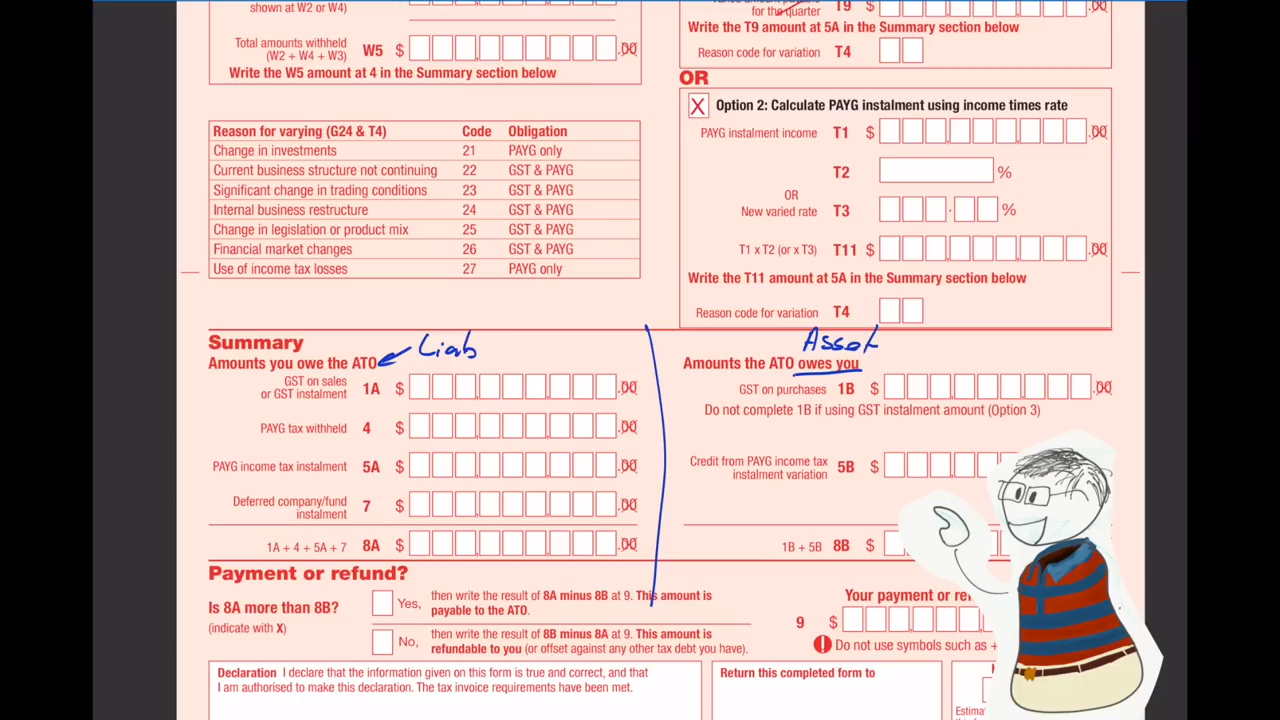 shown at W2 or W4)
Total amounts withheld
(W2 + W4 + W3) W5 $ .00
Write the W5 amount at 4 in the Summary section below
for the quarter T9 .00
Write the T9 amount at 5A in the Summary section below
Reason code for variation T4
OR
X Option 2: Calculate PAYG instalment using income times rate
PAYG instalment income T1 $ .00
T2 %
OR
New varied rate T3 . %
T1 x T2 (or x T3) T11 $ .00
Write the T11 amount at 5A in the Summary section below
Reason code for variation T4
Reason for varying (G24 & T4) Code Obligation
Change in investments 21 PAYG only
Current business structure not continuing 22 GST & PAYG
Significant change in trading conditions 23 GST & PAYG
Internal business restructure 24 GST & PAYG
Change in legislation or product mix 25 GST & PAYG
Financial market changes 26 GST & PAYG
Use of income tax losses 27 PAYG only
Summary
Liab
Amounts you owe the ATO
GST on sales
or GST instalment 1A $ .00
PAYG tax withheld 4 $ .00
PAYG income tax instalment 5A $ .00
Deferred company/fund
instalment 7 $ .00
1A + 4 + 5A + 7 8A $ .00
Asset
Amounts the ATO owes you
GST on purchases 1B $ .00
Do not complete 1B if using GST instalment amount (Option 3)
Credit from PAYG income tax
instalment variation 5B $
1B + 5B 8B $
Payment or refund?
Is 8A more than 8B?
(indicate with X)
Yes, then write the result of 8A minus 8B at 9. This amount is
payable to the ATO.
No, then write the result of 8B minus 8A at 9. This amount is
refundable to you (or offset against any other tax debt you have).
Your payment or
9 $
! Do not use symbols such as +
Declaration I declare that the information given on this form is true and correct, and that
I am authorised to make this declaration. The tax invoice requirements have been met.
Return this completed form to